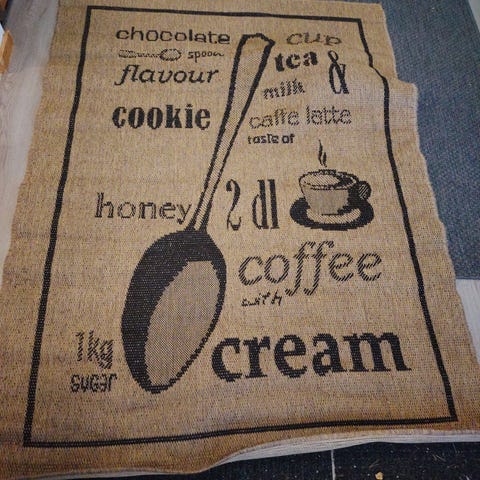 chocolate
cup
spoon
tea
&
flavour
milk
cookie
caffe latte
taste of
honey
2 dl
coffee
with
cream
1kg
sugar